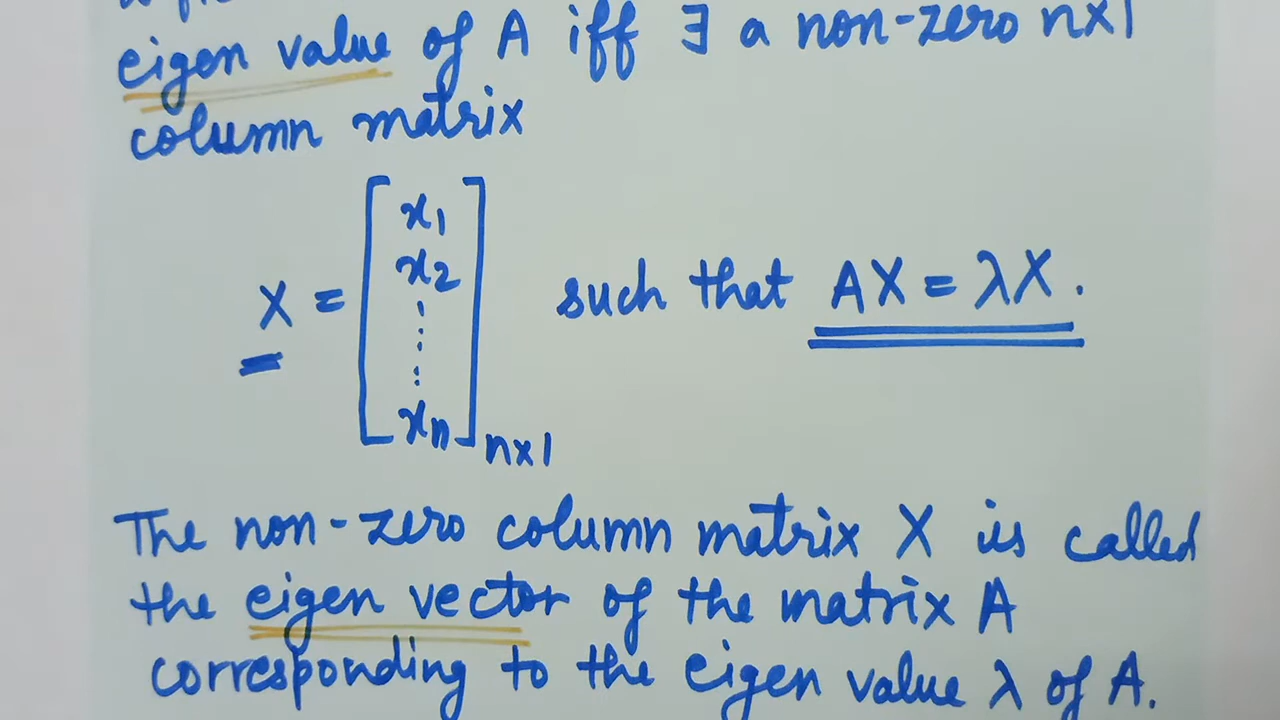 eigen value of A iff ∃ a non-zero n×1
column matrix
X = [x₁
x₂
⋮
xₙ]ₙₓ₁ such that AX = λX.
The non-zero column matrix X is called
the eigen vector of the matrix A
corresponding to the eigen value λ of A.